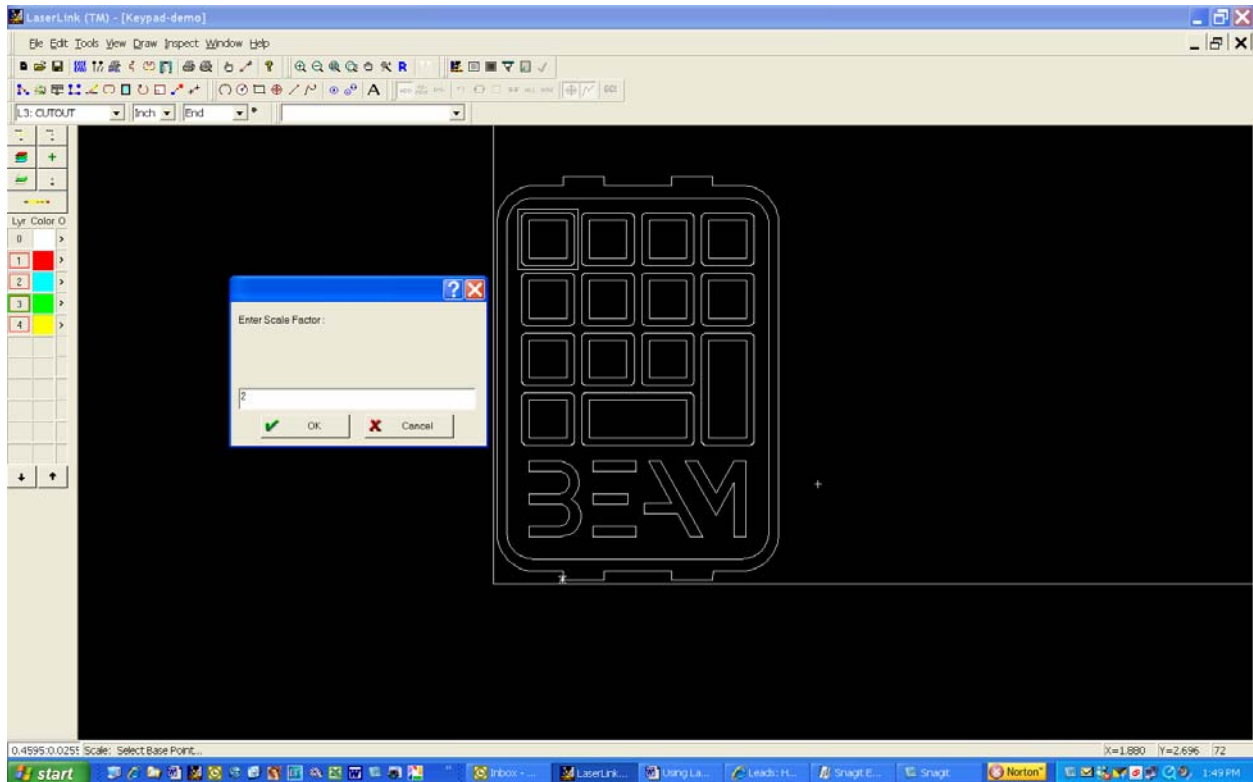 LaserLink (TM) - [Keypad-demo]
File Edit Tools View Draw Inspect Window Help
R
A GO!
L3: CUTOUT Inch End
Lyr Color O
0
1
2
3
4
Enter Scale Factor :
2
OK Cancel
BEAM
0.4595:0.0255 Scale: Select Base Point... X=1.880 Y=2.696 72
start Inbox - ... LaserLink... Using La... Leads: H... SnagIt E... SnagIt Norton 1:49 PM